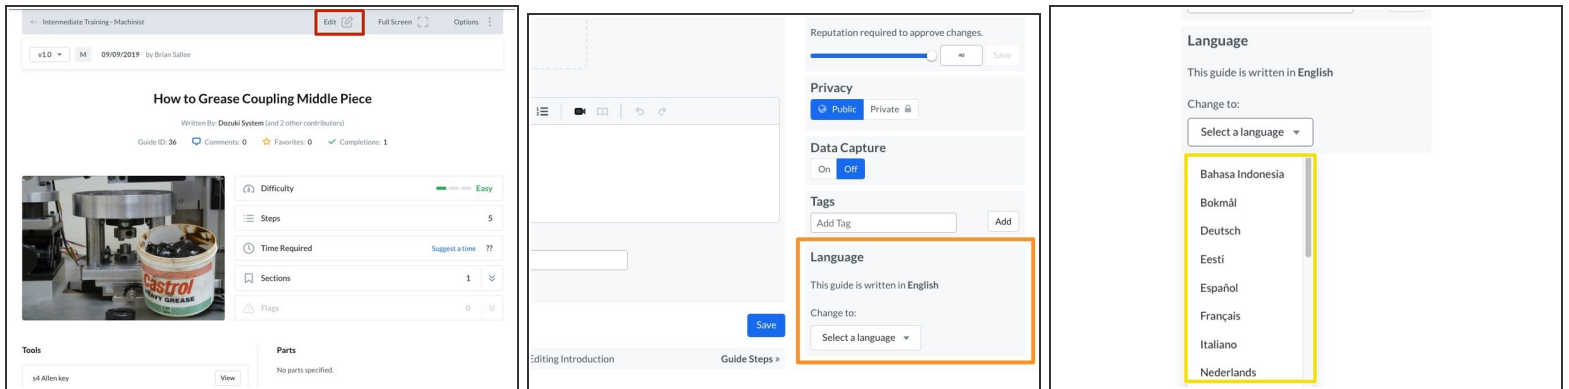 ← Intermediate Training - Machinist
Edit
Full Screen
Options
v1.0
M
09/09/2019 by Brian Sallee
How to Grease Coupling Middle Piece
Written By: Dozuki System (and 2 other contributors)
Guide ID: 36
Comments: 0
Favorites: 0
Completions: 1
Castrol
HEAVY GREASE
Difficulty
Easy
Steps
5
Time Required
Suggest a time ??
Sections
1
Flags
0
Tools
s4 Allen key
View
Parts
No parts specified.
Save
Editing Introduction
Guide Steps »
Reputation required to approve changes.
∞
Save
Privacy
Public Private
Data Capture
On Off
Tags
Add Tag
Add
Language
This guide is written in English
Change to:
Select a language
Language
This guide is written in English
Change to:
Select a language
Bahasa Indonesia
Bokmål
Deutsch
Eesti
Español
Français
Italiano
Nederlands